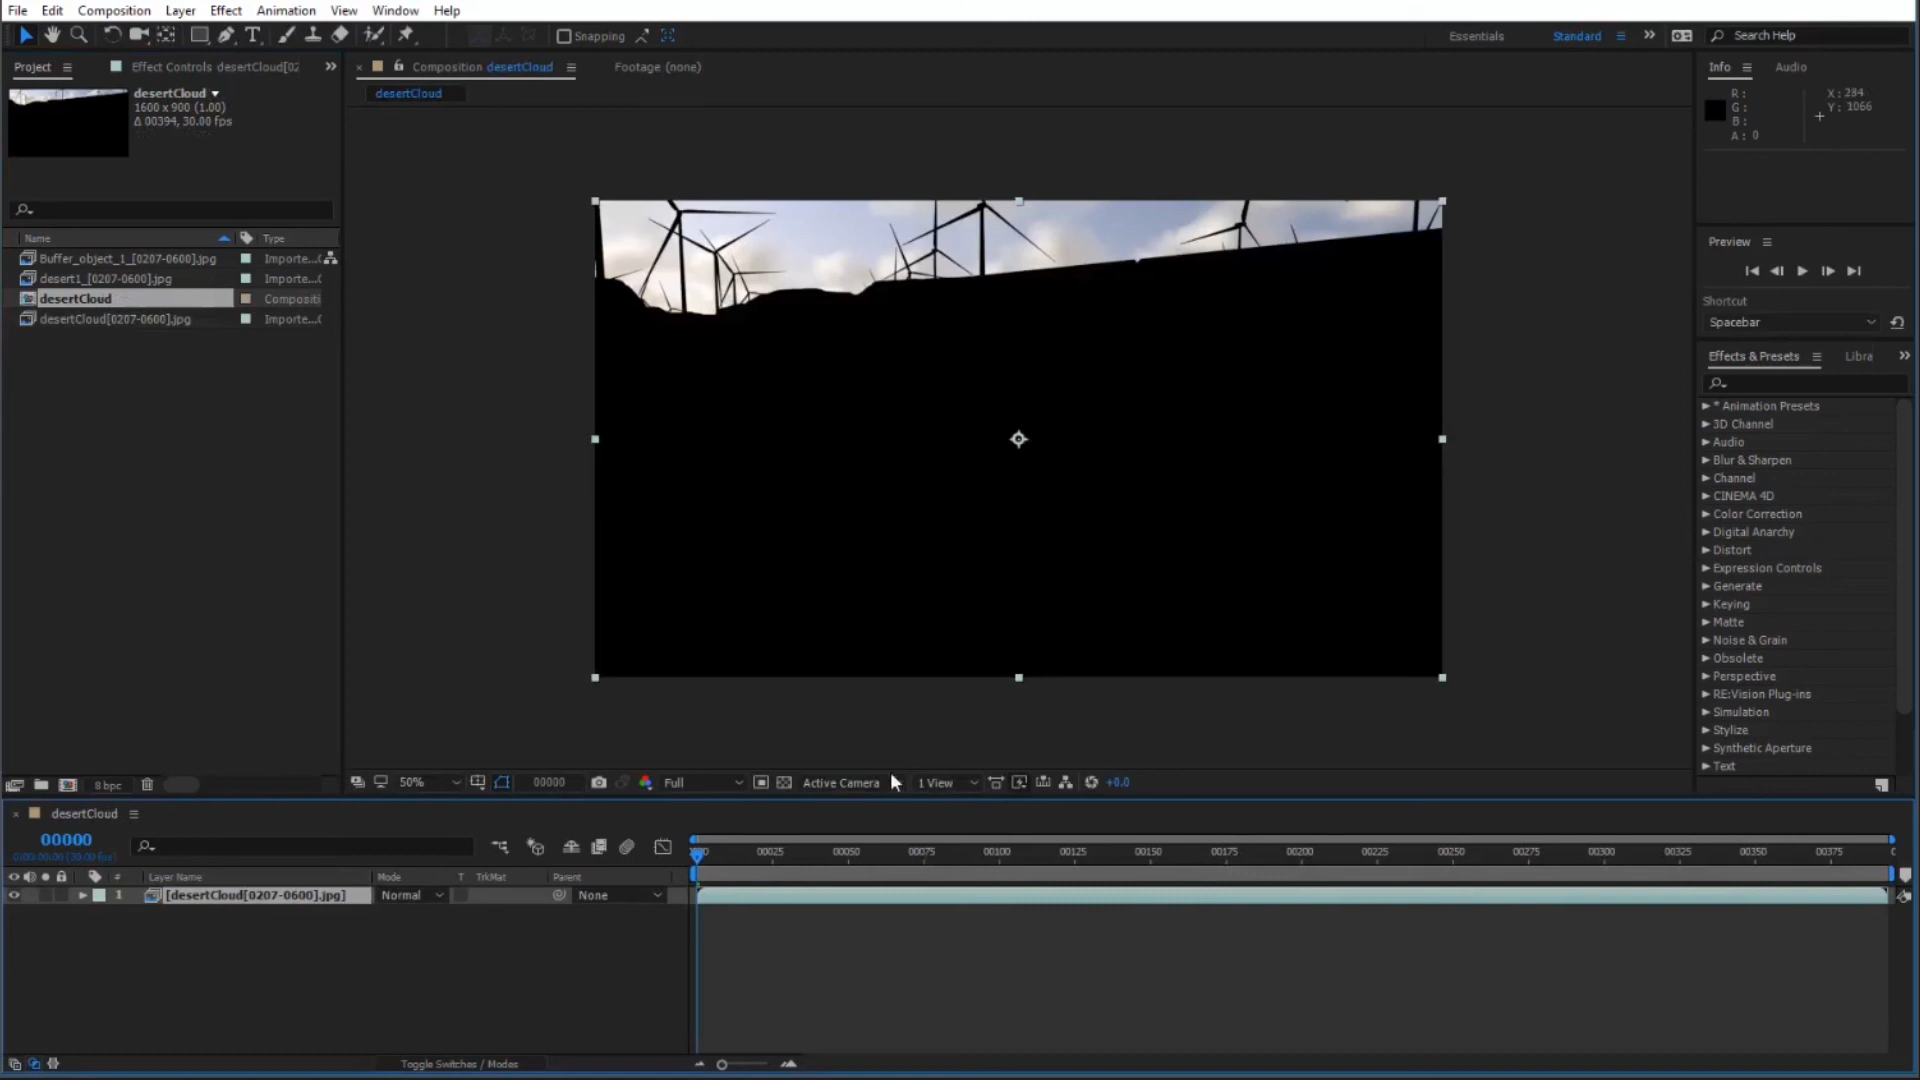 File Edit Composition Layer Effect Animation View Window Help
Snapping
Essentials Standard Search Help
Project Effect Controls desertCloud[02
Composition desertCloud Footage (none)
desertCloud
desertCloud
1600 x 900 (1.00)
Δ 00394, 30.00 fps
Name Type
Buffer_object_1_[0207-0600].jpg Importe...
desert1_[0207-0600].jpg Importe...
desertCloud Compositi
desertCloud[0207-0600].jpg Importe...
8 bpc
Info Audio
R :
G :
B :
A : 0
X : 284
Y : 1066
Preview
Shortcut
Spacebar
Effects & Presets Libra
* Animation Presets
3D Channel
Audio
Blur & Sharpen
Channel
CINEMA 4D
Color Correction
Digital Anarchy
Distort
Expression Controls
Generate
Keying
Matte
Noise & Grain
Obsolete
Perspective
RE:Vision Plug-ins
Simulation
Stylize
Synthetic Aperture
Text
50% 00000 Full Active Camera 1 View +0.0
desertCloud
00000
0:00:00:00 (30.00 fps)
00025 00050 00075 00100 00125 00150 00175 00200 00225 00250 00275 00300 00325 00350 00375
# Layer Name Mode T TrkMat Parent
1 [desertCloud[0207-0600].jpg] Normal None
Toggle Switches / Modes